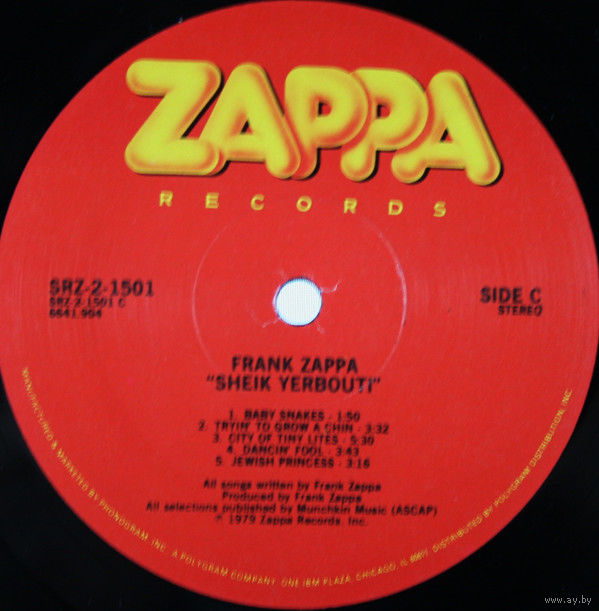 ZAPPA
RECORDS
SRZ-2-1501
SRZ-2-1501 C
6641.904
SIDE C
STEREO
FRANK ZAPPA
"SHEIK YERBOUTI"
1. BABY SNAKES - 1:50
2. TRYIN' TO GROW A CHIN - 3:32
3. CITY OF TINY LITES - 5:30
4. DANCIN' FOOL - 3:43
5. JEWISH PRINCESS - 3:16
All songs written by Frank Zappa
Produced by Frank Zappa
All selections published by Munchkin Music (ASCAP)
℗ 1979 Zappa Records, Inc.
MANUFACTURED & MARKETED BY PHONOGRAM, INC. A POLYGRAM COMPANY. ONE IBM PLAZA, CHICAGO, IL 60611. DISTRIBUTED BY POLYGRAM DISTRIBUTION, INC.
www.ay.by